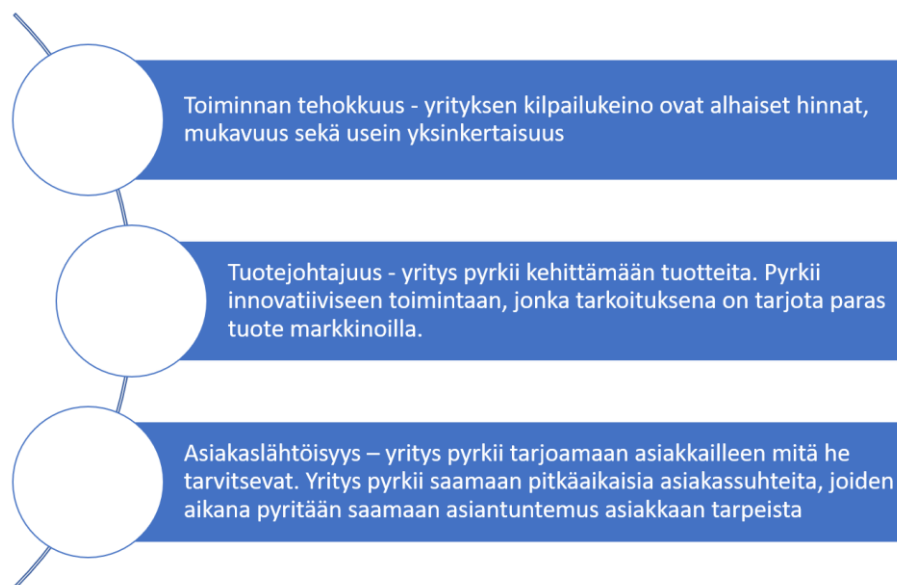 Toiminnan tehokkuus - yrityksen kilpailukeino ovat alhaiset hinnat,
mukavuus sekä usein yksinkertaisuus
Tuotejohtajuus - yritys pyrkii kehittämään tuotteita. Pyrkii
innovatiiviseen toimintaan, jonka tarkoituksena on tarjota paras
tuote markkinoilla.
Asiakaslähtöisyys – yritys pyrkii tarjoamaan asiakkailleen mitä he
tarvitsevat. Yritys pyrkii saamaan pitkäaikaisia asiakassuhteita, joiden
aikana pyritään saamaan asiantuntemus asiakkaan tarpeista